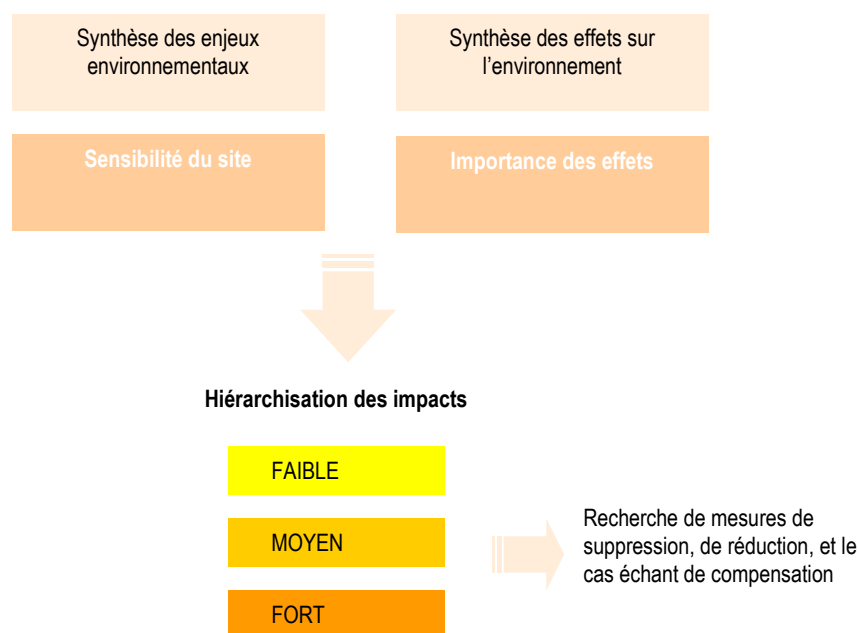 Synthèse des enjeux
environnementaux
Synthèse des effets sur
l'environnement
Sensibilité du site
Importance des effets
Hiérarchisation des impacts
FAIBLE
MOYEN
FORT
Recherche de mesures de
suppression, de réduction, et le
cas échant de compensation